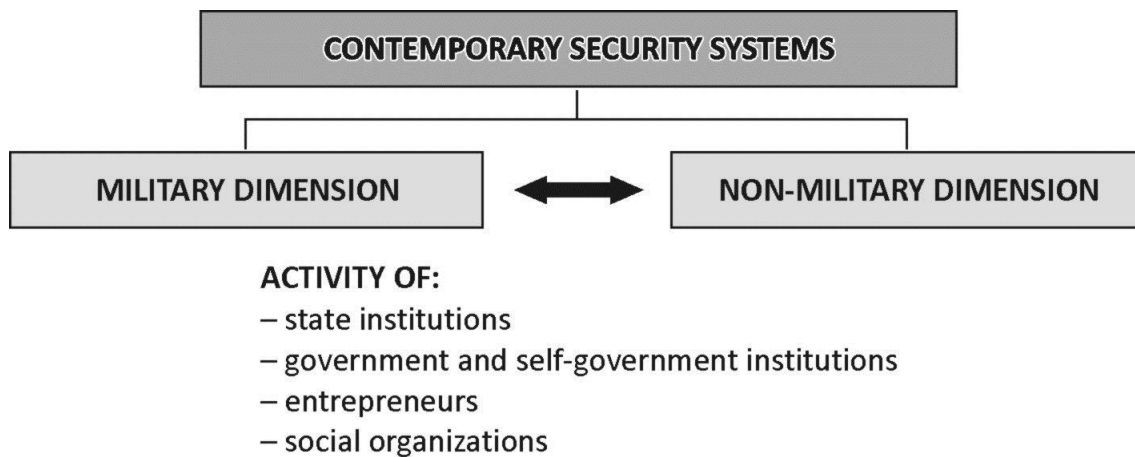 CONTEMPORARY SECURITY SYSTEMS
MILITARY DIMENSION
NON-MILITARY DIMENSION
ACTIVITY OF:
– state institutions
– government and self-government institutions
– entrepreneurs
– social organizations